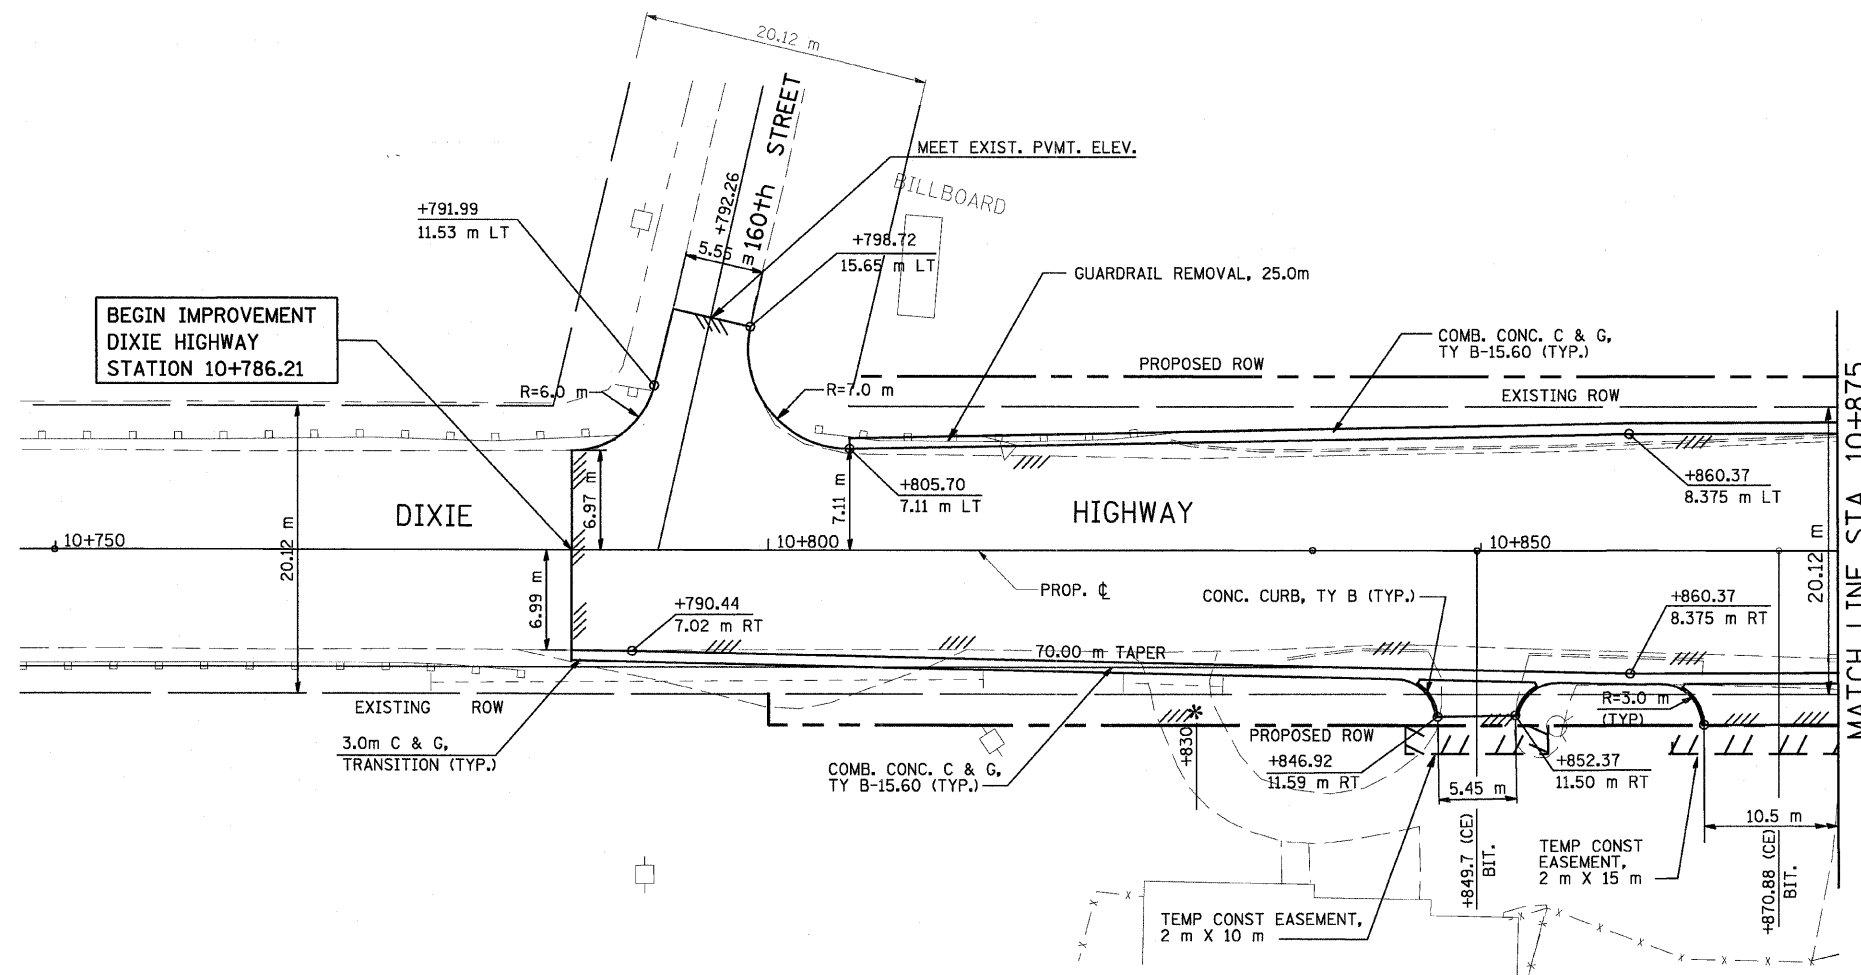 20.12 m
160th STREET
+792.26
5.55 m
MEET EXIST. PVMT. ELEV.
BILLBOARD
+791.99
11.53 m LT
+798.72
15.65 m LT
GUARDRAIL REMOVAL, 25.0m
BEGIN IMPROVEMENT
DIXIE HIGHWAY
STATION 10+786.21
COMB. CONC. C & G,
TY B-15.60 (TYP.)
PROPOSED ROW
EXISTING ROW
R=6.0 m
R=7.0 m
MATCH LINE STA. 10+875
6.97 m
7.11 m
+805.70
7.11 m LT
+860.37
8.375 m LT
DIXIE
HIGHWAY
10+750
10+800
10+850
20.12 m
20.12 m
6.99 m
PROP. ℄
CONC. CURB, TY B (TYP.)
+790.44
7.02 m RT
+860.37
8.375 m RT
70.00 m TAPER
EXISTING ROW
R=3.0 m
(TYP)
3.0m C & G,
TRANSITION (TYP.)
COMB. CONC. C & G,
TY B-15.60 (TYP.)
+830
*
PROPOSED ROW
+846.92
11.59 m RT
+852.37
11.50 m RT
5.45 m
10.5 m
+849.7 (CE)
BIT.
TEMP CONST
EASEMENT,
2 m X 15 m
+870.88 (CE)
BIT.
TEMP CONST EASEMENT,
2 m X 10 m